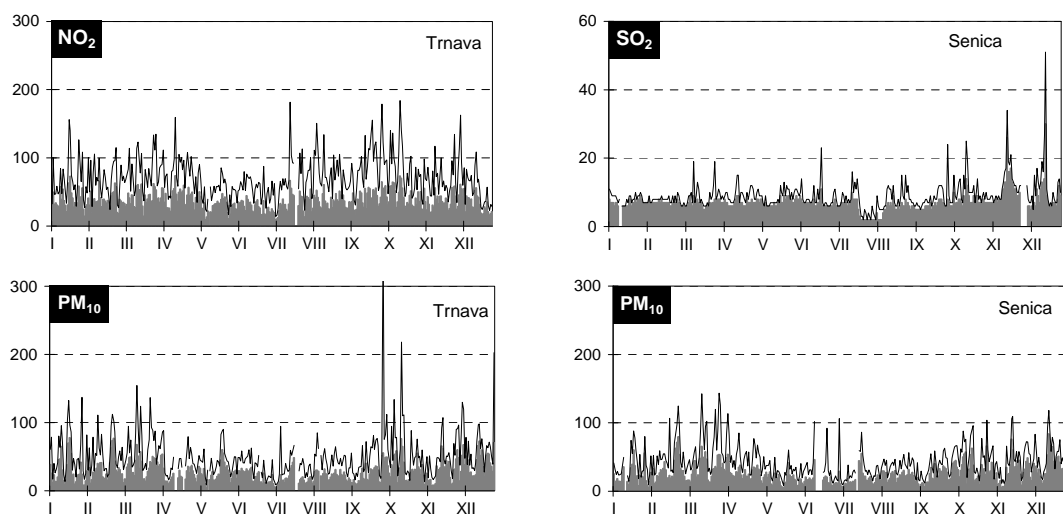 NO₂
Trnava
300
200
100
0
I II III IV V VI VII VIII IX X XI XII
SO₂
Senica
60
40
20
0
I II III IV V VI VII VIII IX X XI XII
PM₁₀
Trnava
300
200
100
0
I II III IV V VI VII VIII IX X XI XII
PM₁₀
Senica
300
200
100
0
I II III IV V VI VII VIII IX X XI XII